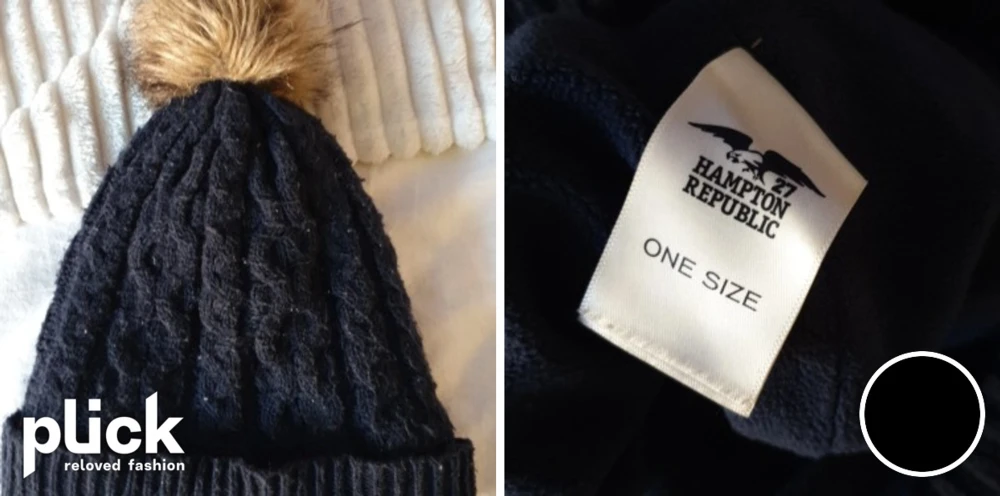 plick
reloved fashion
27
HAMPTON
REPUBLIC
ONE SIZE